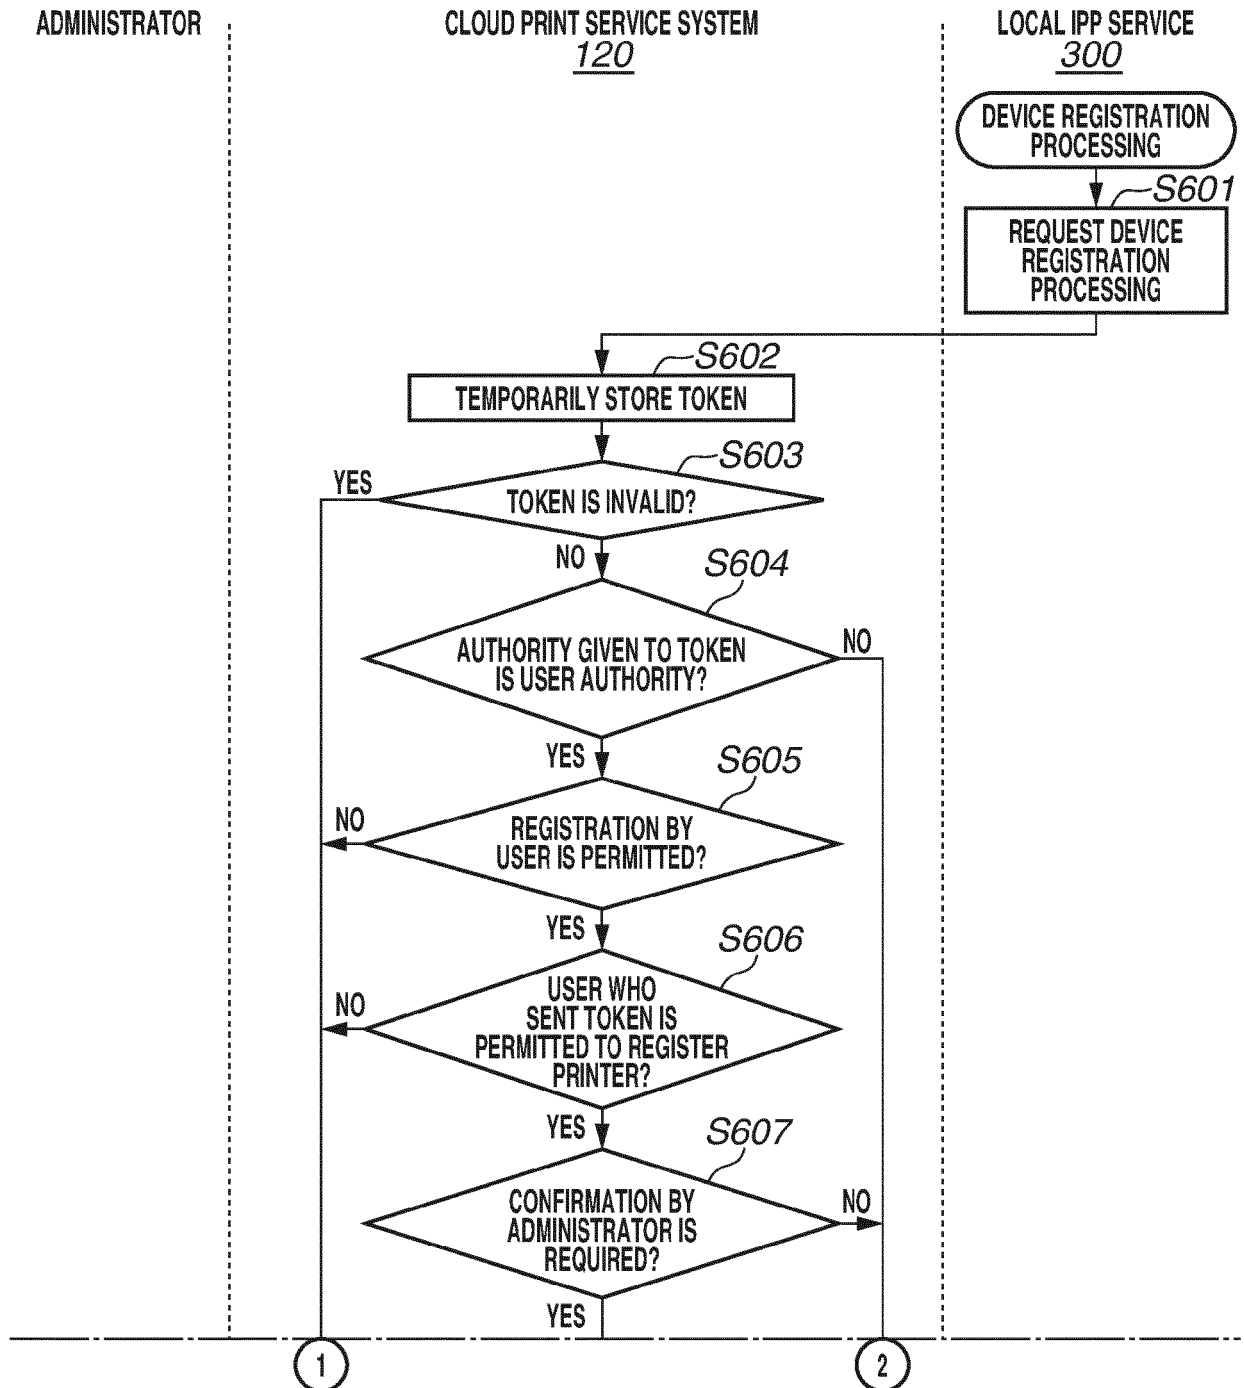 ADMINISTRATOR
CLOUD PRINT SERVICE SYSTEM
120
LOCAL IPP SERVICE
300
DEVICE REGISTRATION
PROCESSING
S601
REQUEST DEVICE
REGISTRATION
PROCESSING
S602
TEMPORARILY STORE TOKEN
S603
YES
TOKEN IS INVALID?
NO
S604
AUTHORITY GIVEN TO TOKEN
IS USER AUTHORITY?
NO
YES
S605
NO
REGISTRATION BY
USER IS PERMITTED?
YES
S606
NO
USER WHO
SENT TOKEN IS
PERMITTED TO REGISTER
PRINTER?
YES
S607
CONFIRMATION BY
ADMINISTRATOR IS
REQUIRED?
NO
YES
1
2